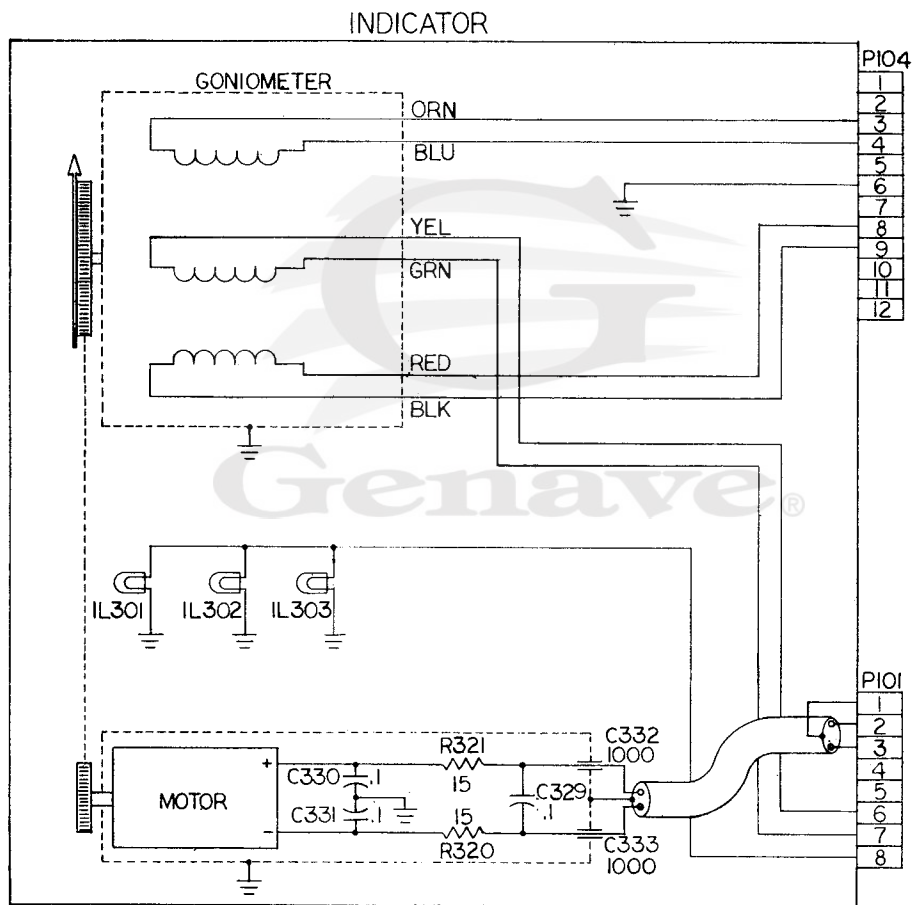 INDICATOR
GONIOMETER
ORN
BLU
YEL
GRN
RED
BLK
P104
1
2
3
4
5
6
7
8
9
10
11
12
Genave®
IL301
IL302
IL303
MOTOR
+
−
C330
.1
C331
.1
R321
15
15
R320
C329
.1
C332
1000
C333
1000
P101
1
2
3
4
5
6
7
8